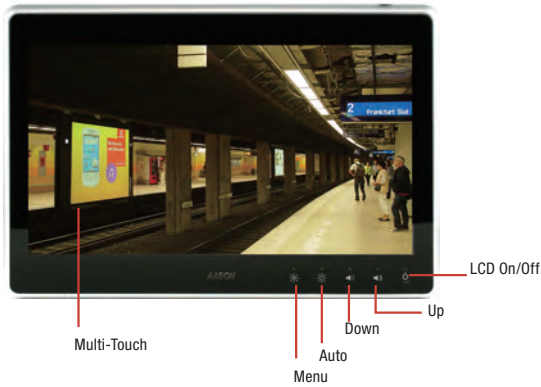 2
Frankfurt Süd
AAEON
LCD On/Off
Up
Down
Multi-Touch
Auto
Menu